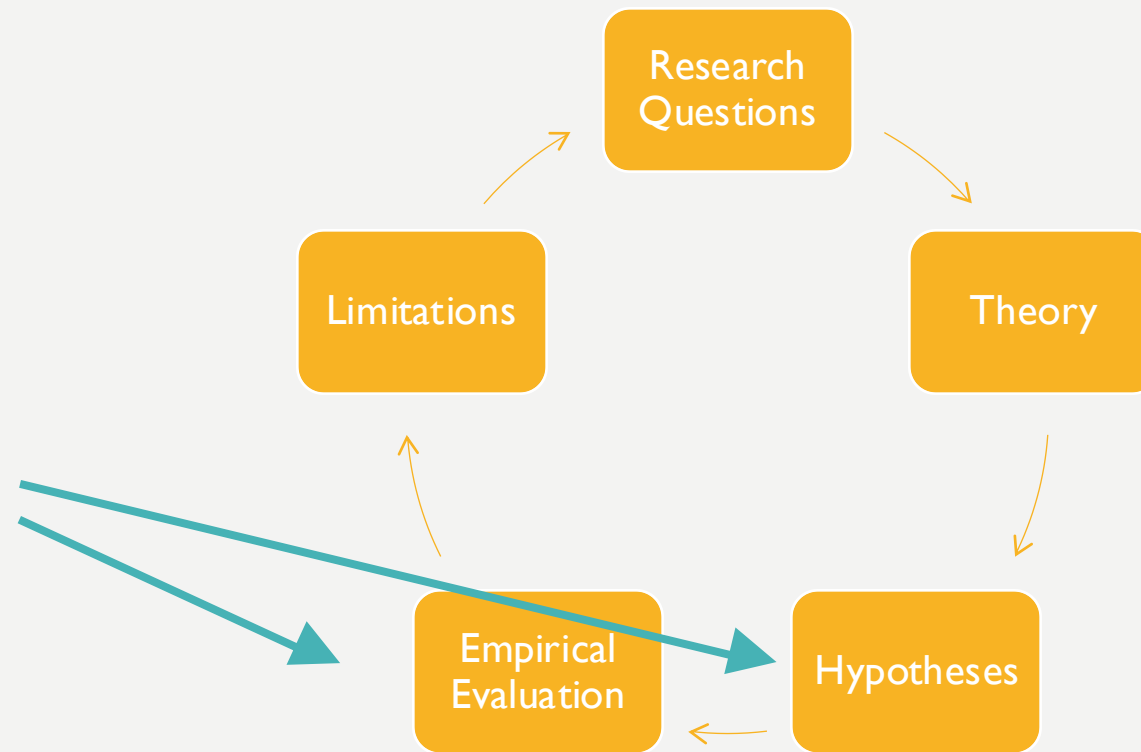 Research
Questions
Limitations
Theory
Empirical
Evaluation
Hypotheses